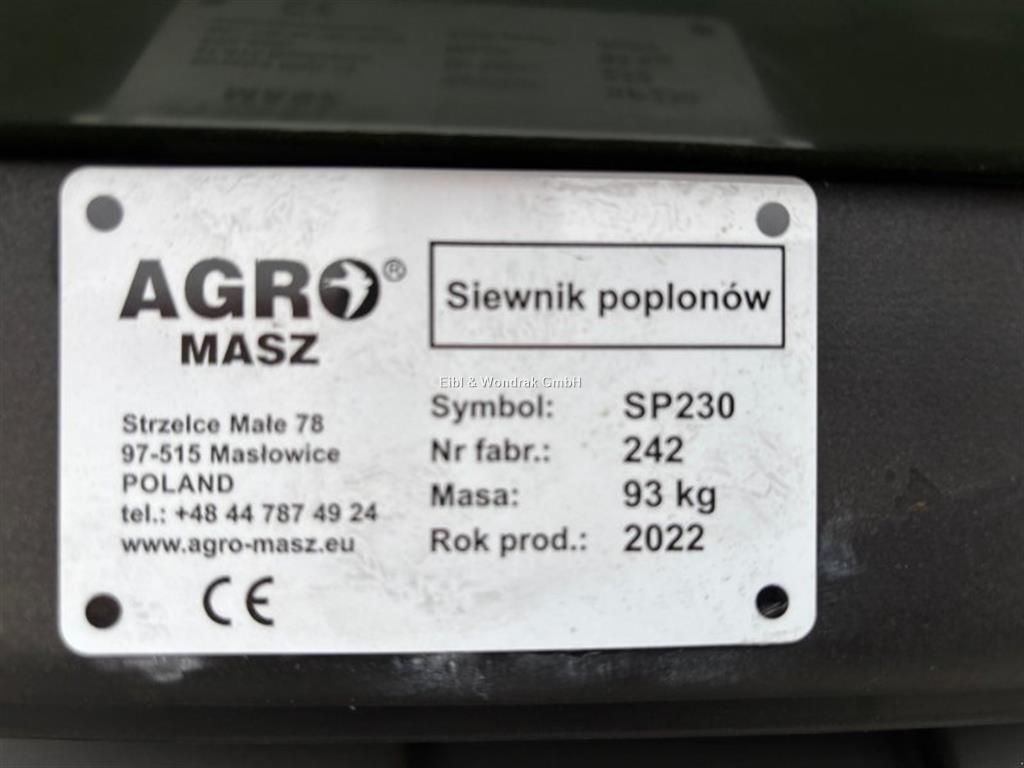 AGRO®
MASZ
Siewnik poplonów
Eibl & Wondrak GmbH
Strzelce Małe 78
97-515 Masłowice
POLAND
tel.: +48 44 787 49 24
www.agro-masz.eu
CE
Symbol: SP230
Nr fabr.: 242
Masa: 93 kg
Rok prod.: 2022